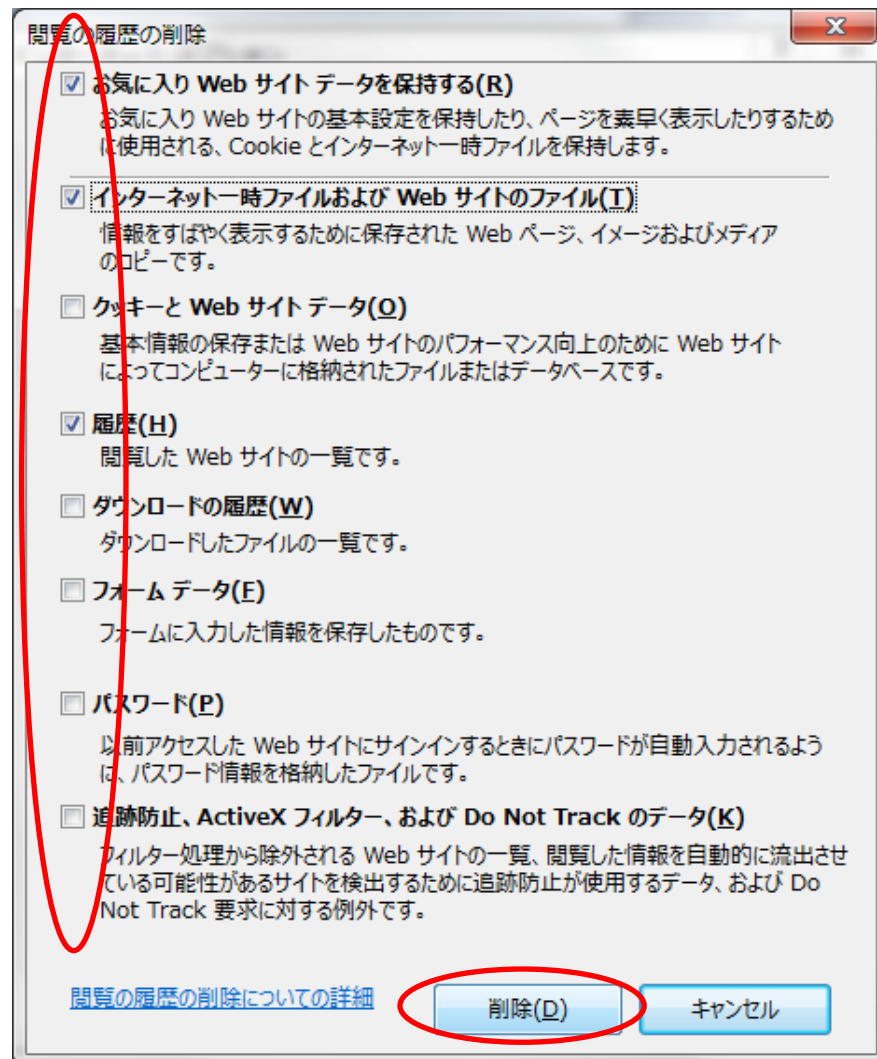 閲覧の履歴の削除
お気に入り Web サイト データを保持する(R)
お気に入り Web サイトの基本設定を保持したり、ページを素早く表示したりするため
に使用される、Cookie とインターネット一時ファイルを保持します。
インターネット一時ファイルおよび Web サイトのファイル(T)
情報をすばやく表示するために保存された Web ページ、イメージおよびメディア
のコピーです。
クッキーと Web サイト データ(O)
基本情報の保存または Web サイトのパフォーマンス向上のために Web サイト
によってコンピューターに格納されたファイルまたはデータベースです。
履歴(H)
閲覧した Web サイトの一覧です。
ダウンロードの履歴(W)
ダウンロードしたファイルの一覧です。
フォーム データ(F)
フォームに入力した情報を保存したものです。
パスワード(P)
以前アクセスした Web サイトにサインインするときにパスワードが自動入力されるよう
に、パスワード情報を格納したファイルです。
追跡防止、ActiveX フィルター、および Do Not Track のデータ(K)
フィルター処理から除外される Web サイトの一覧、閲覧した情報を自動的に流出させ
ている可能性があるサイトを検出するために追跡防止が使用するデータ、および Do
Not Track 要求に対する例外です。
閲覧の履歴の削除についての詳細
削除(D)
キャンセル